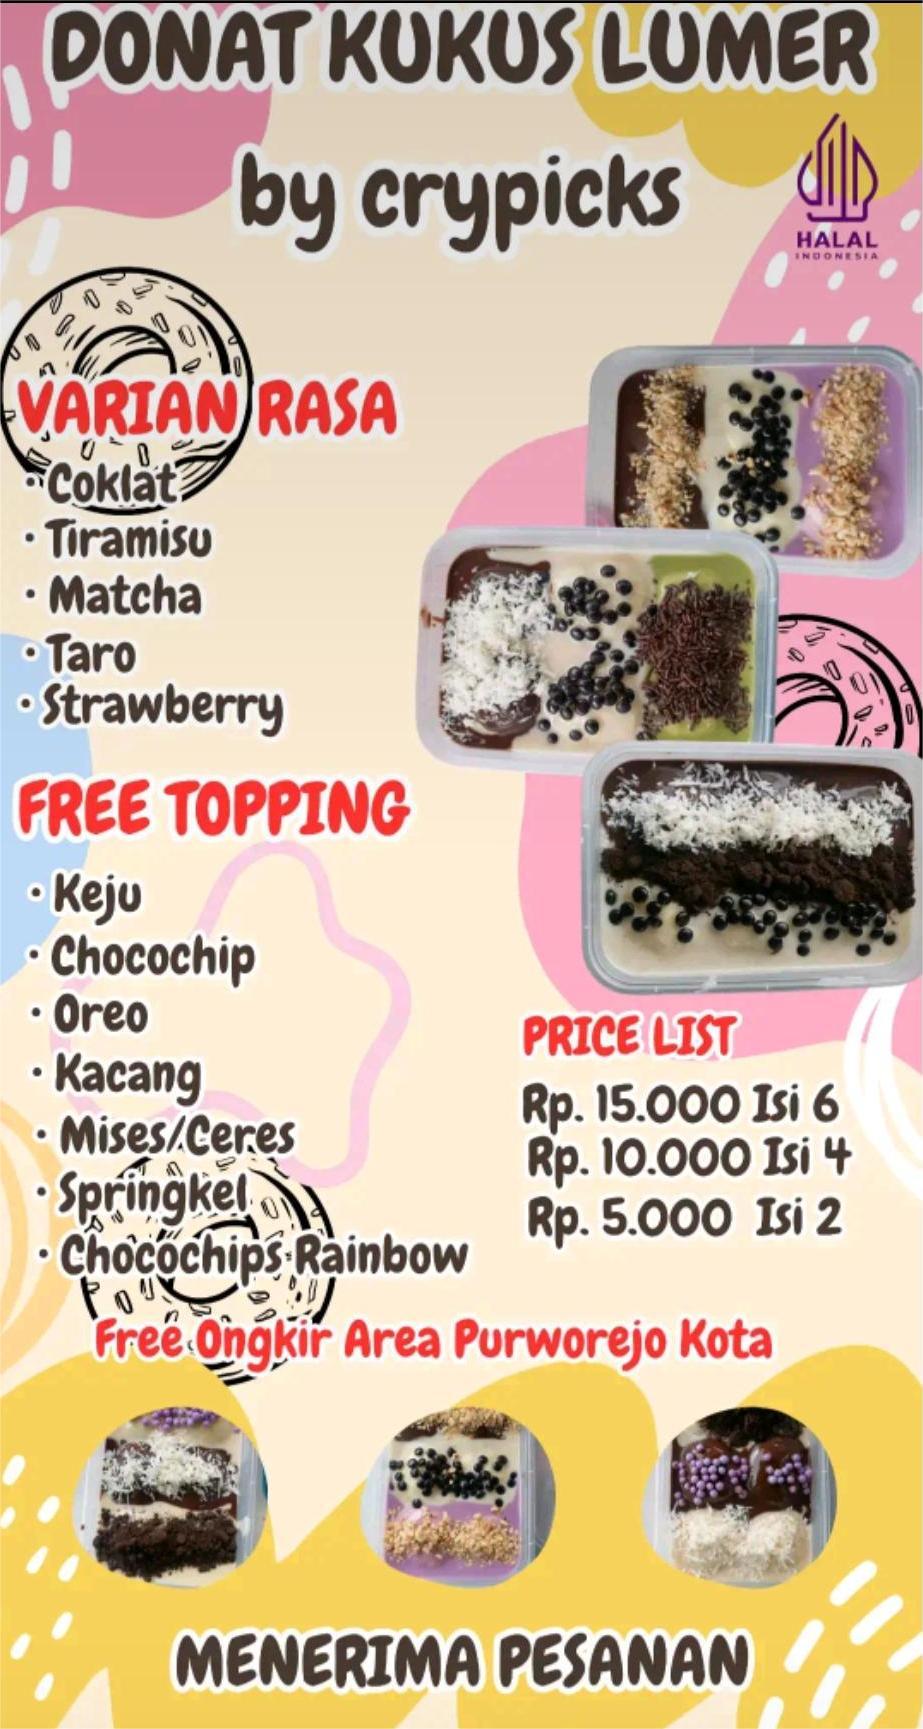 DONAT KUKUS LUMER
by crypicks
HALAL
INDONESIA
VARIAN RASA
• Coklat
• Tiramisu
• Matcha
• Taro
• Strawberry
FREE TOPPING
• Keju
• Chocochip
• Oreo
• Kacang
• Mises/Ceres
• Springkel
• Chocochips Rainbow
PRICE LIST
Rp. 15.000 Isi 6
Rp. 10.000 Isi 4
Rp. 5.000 Isi 2
Free Ongkir Area Purworejo Kota
MENERIMA PESANAN